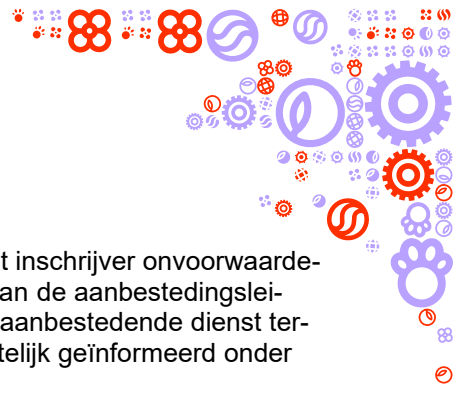 t inschrijver onvoorwaarde-
an de aanbestedingslei-
aanbestedende dienst ter-
telijk geïnformeerd onder